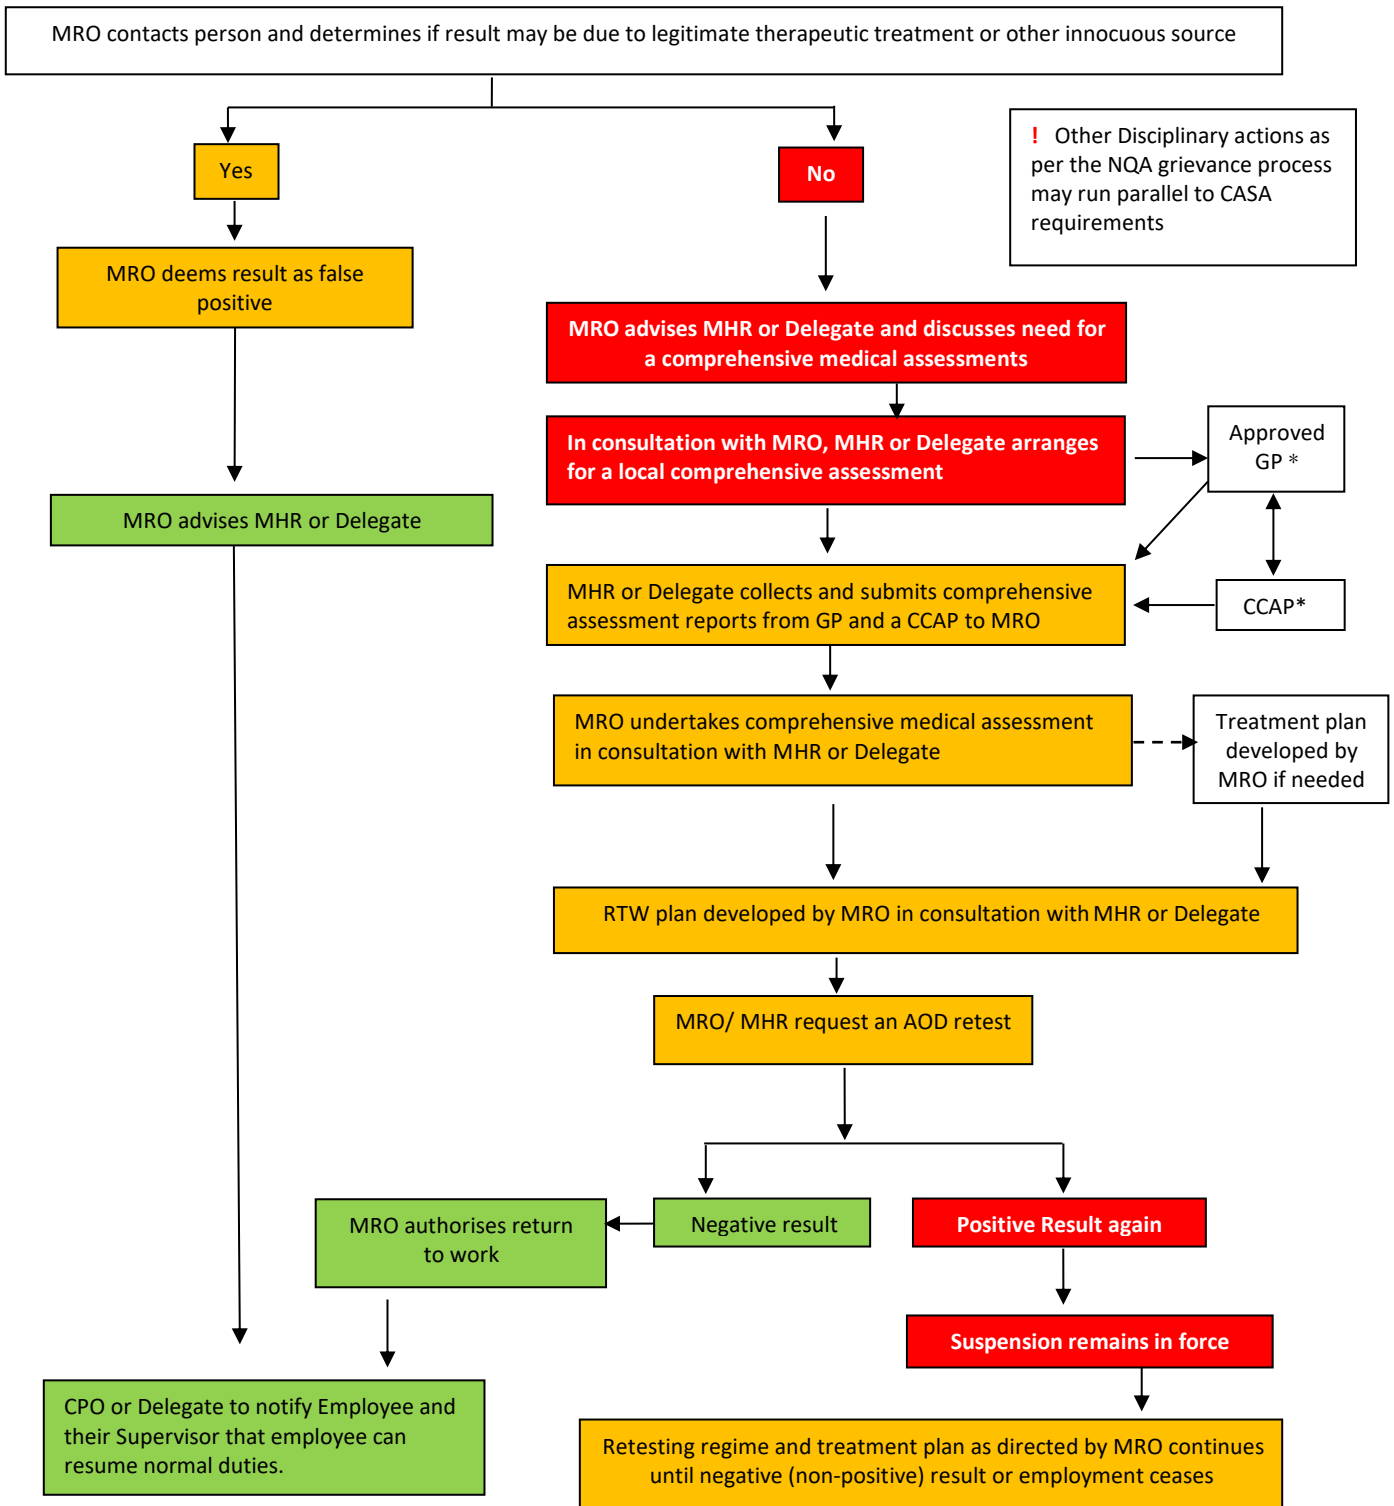 MRO contacts person and determines if result may be due to legitimate therapeutic treatment or other innocuous source
Yes
No
! Other Disciplinary actions as
per the NQA grievance process
may run parallel to CASA
requirements
MRO deems result as false
positive
MRO advises MHR or Delegate and discusses need for
a comprehensive medical assessments
In consultation with MRO, MHR or Delegate arranges
for a local comprehensive assessment
Approved
GP *
MRO advises MHR or Delegate
MHR or Delegate collects and submits comprehensive
assessment reports from GP and a CCAP to MRO
CCAP*
MRO undertakes comprehensive medical assessment
in consultation with MHR or Delegate
Treatment plan
developed by
MRO if needed
RTW plan developed by MRO in consultation with MHR or Delegate
MRO/ MHR request an AOD retest
MRO authorises return
to work
Negative result
Positive Result again
Suspension remains in force
CPO or Delegate to notify Employee and
their Supervisor that employee can
resume normal duties.
Retesting regime and treatment plan as directed by MRO continues
until negative (non-positive) result or employment ceases